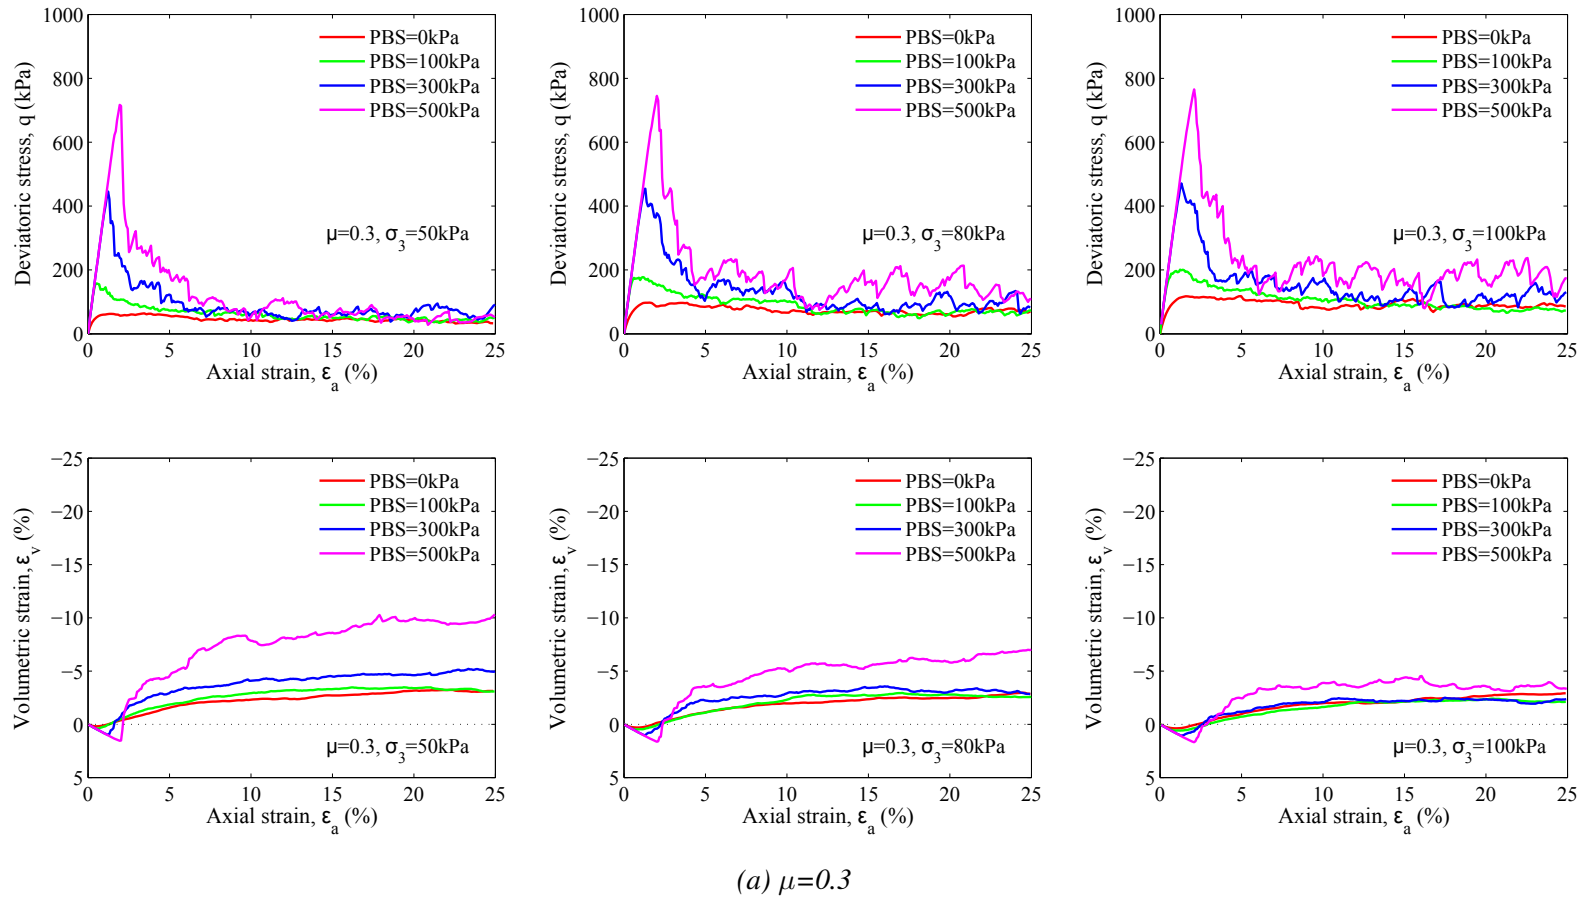 1000
800
600
400
200
0
Deviatoric stress, q (kPa)
PBS=0kPa
PBS=100kPa
PBS=300kPa
PBS=500kPa
μ=0.3, σ3=50kPa
0 5 10 15 20 25
Axial strain, εa (%)
1000
800
600
400
200
0
Deviatoric stress, q (kPa)
PBS=0kPa
PBS=100kPa
PBS=300kPa
PBS=500kPa
μ=0.3, σ3=80kPa
0 5 10 15 20 25
Axial strain, εa (%)
1000
800
600
400
200
0
Deviatoric stress, q (kPa)
PBS=0kPa
PBS=100kPa
PBS=300kPa
PBS=500kPa
μ=0.3, σ3=100kPa
0 5 10 15 20 25
Axial strain, εa (%)
−25
−20
−15
−10
−5
0
5
Volumetric strain, εv (%)
PBS=0kPa
PBS=100kPa
PBS=300kPa
PBS=500kPa
μ=0.3, σ3=50kPa
0 5 10 15 20 25
Axial strain, εa (%)
−25
−20
−15
−10
−5
0
5
Volumetric strain, εv (%)
PBS=0kPa
PBS=100kPa
PBS=300kPa
PBS=500kPa
μ=0.3, σ3=80kPa
0 5 10 15 20 25
Axial strain, εa (%)
−25
−20
−15
−10
−5
0
5
Volumetric strain, εv (%)
PBS=0kPa
PBS=100kPa
PBS=300kPa
PBS=500kPa
μ=0.3, σ3=100kPa
0 5 10 15 20 25
Axial strain, εa (%)
(a) μ=0.3